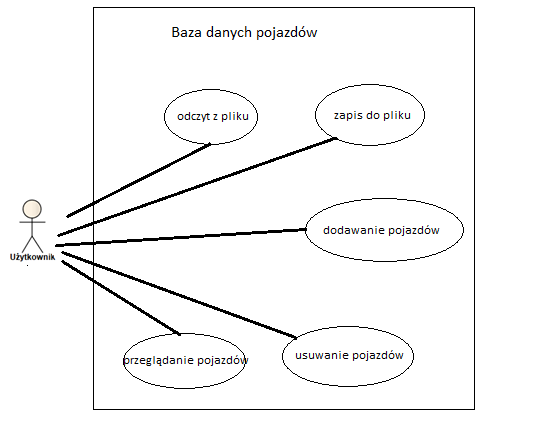 Baza danych pojazdów
odczyt z pliku
zapis do pliku
dodawanie pojazdów
Użytkownik
przeglądanie pojazdów
usuwanie pojazdów